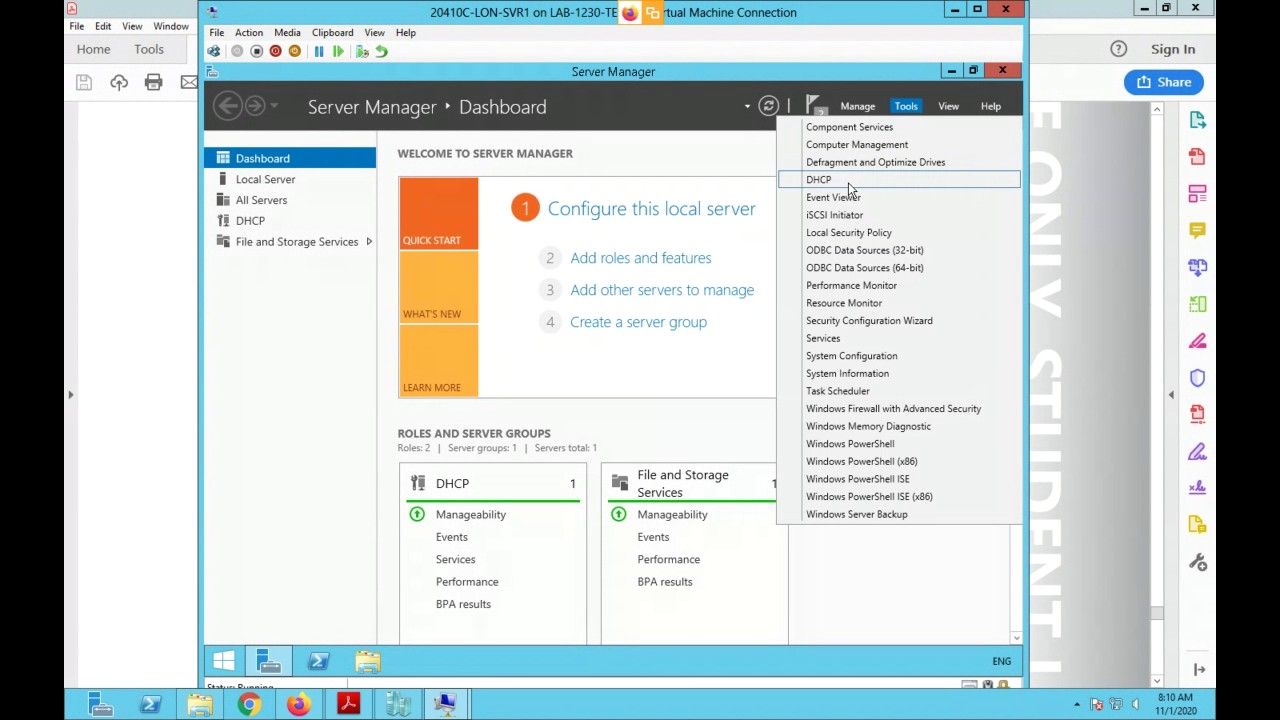 20410C-LON-SVR1 on LAB-1230-TE rtual Machine Connection
File Edit View Window
File Action Media Clipboard View Help
Home Tools
Sign In
Share
Server Manager
Server Manager • Dashboard
Manage Tools View Help
Dashboard
Local Server
All Servers
DHCP
File and Storage Services
WELCOME TO SERVER MANAGER
QUICK START
WHAT'S NEW
LEARN MORE
1 Configure this local server
2 Add roles and features
3 Add other servers to manage
4 Create a server group
ROLES AND SERVER GROUPS
Roles: 2 | Server groups: 1 | Servers total: 1
DHCP 1
Manageability
Events
Services
Performance
BPA results
File and Storage Services 1
Manageability
Events
Performance
BPA results
Component Services
Computer Management
Defragment and Optimize Drives
DHCP
Event Viewer
iSCSI Initiator
Local Security Policy
ODBC Data Sources (32-bit)
ODBC Data Sources (64-bit)
Performance Monitor
Resource Monitor
Security Configuration Wizard
Services
System Configuration
System Information
Task Scheduler
Windows Firewall with Advanced Security
Windows Memory Diagnostic
Windows PowerShell
Windows PowerShell (x86)
Windows PowerShell ISE
Windows PowerShell ISE (x86)
Windows Server Backup
ONLY STUDENT
ENG
Status: Running
8:10 AM
11/1/2020